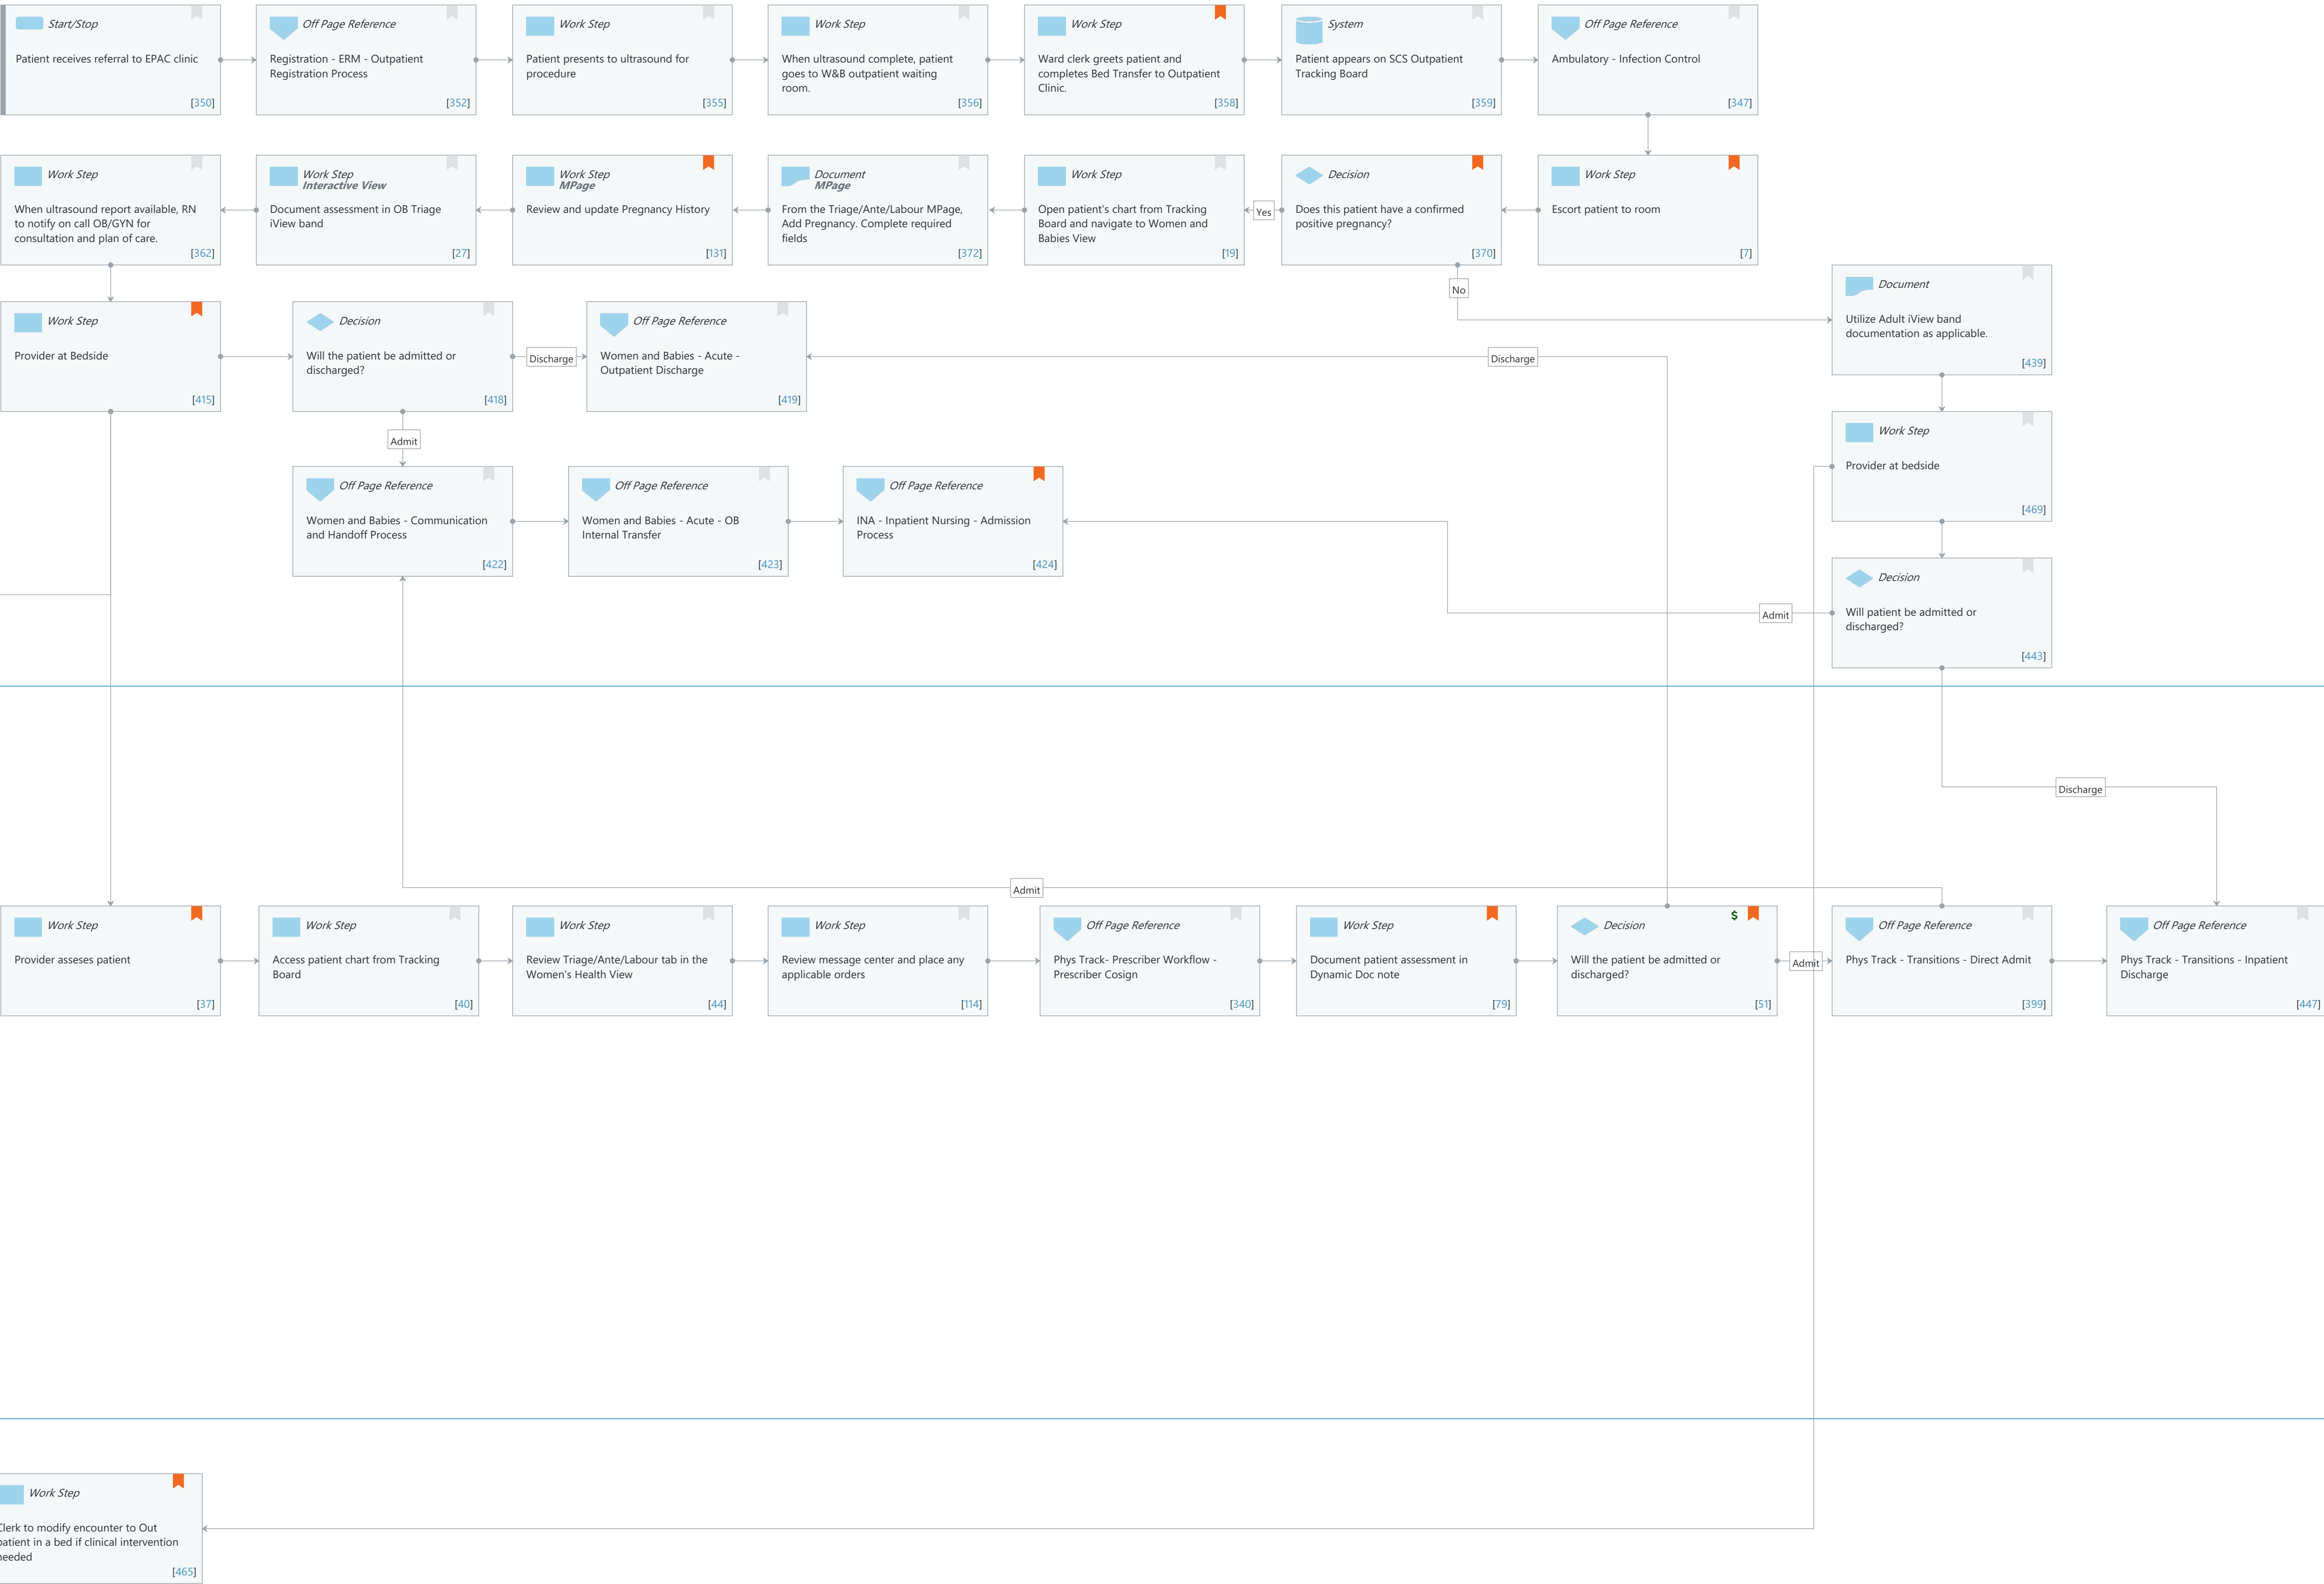 Start/Stop
Patient receives referral to EPAC clinic
[350]
Off Page Reference
Registration - ERM - Outpatient
Registration Process
[352]
Work Step
Patient presents to ultrasound for
procedure
[355]
Work Step
When ultrasound complete, patient
goes to W&B outpatient waiting
room.
[356]
Work Step
Ward clerk greets patient and
completes Bed Transfer to Outpatient
Clinic.
[358]
System
Patient appears on SCS Outpatient
Tracking Board
[359]
Off Page Reference
Ambulatory - Infection Control
[347]
Work Step
When ultrasound report available, RN
to notify on call OB/GYN for
consultation and plan of care.
[362]
Work Step
Interactive View
Document assessment in OB Triage
iView band
[27]
Work Step
MPage
Review and update Pregnancy History
[131]
Document
MPage
From the Triage/Ante/Labour MPage,
Add Pregnancy. Complete required
fields
[372]
Work Step
Open patient's chart from Tracking
Board and navigate to Women and
Babies View
[19]
Yes
Decision
Does this patient have a confirmed
positive pregnancy?
[370]
Work Step
Escort patient to room
[7]
No
Document
Utilize Adult iView band
documentation as applicable.
[439]
Work Step
Provider at Bedside
[415]
Decision
Will the patient be admitted or
discharged?
[418]
Discharge
Off Page Reference
Women and Babies - Acute -
Outpatient Discharge
[419]
Discharge
Admit
Work Step
Provider at bedside
[469]
Off Page Reference
Women and Babies - Communication
and Handoff Process
[422]
Off Page Reference
Women and Babies - Acute - OB
Internal Transfer
[423]
Off Page Reference
INA - Inpatient Nursing - Admission
Process
[424]
Admit
Decision
Will patient be admitted or
discharged?
[443]
Discharge
Admit
Work Step
Provider asseses patient
[37]
Work Step
Access patient chart from Tracking
Board
[40]
Work Step
Review Triage/Ante/Labour tab in the
Women's Health View
[44]
Work Step
Review message center and place any
applicable orders
[114]
Off Page Reference
Phys Track- Prescriber Workflow -
Prescriber Cosign
[340]
Work Step
Document patient assessment in
Dynamic Doc note
[79]
$
Decision
Will the patient be admitted or
discharged?
[51]
Admit
Off Page Reference
Phys Track - Transitions - Direct Admit
[399]
Off Page Reference
Phys Track - Transitions - Inpatient
Discharge
[447]
Work Step
Clerk to modify encounter to Out
patient in a bed if clinical intervention
needed
[465]